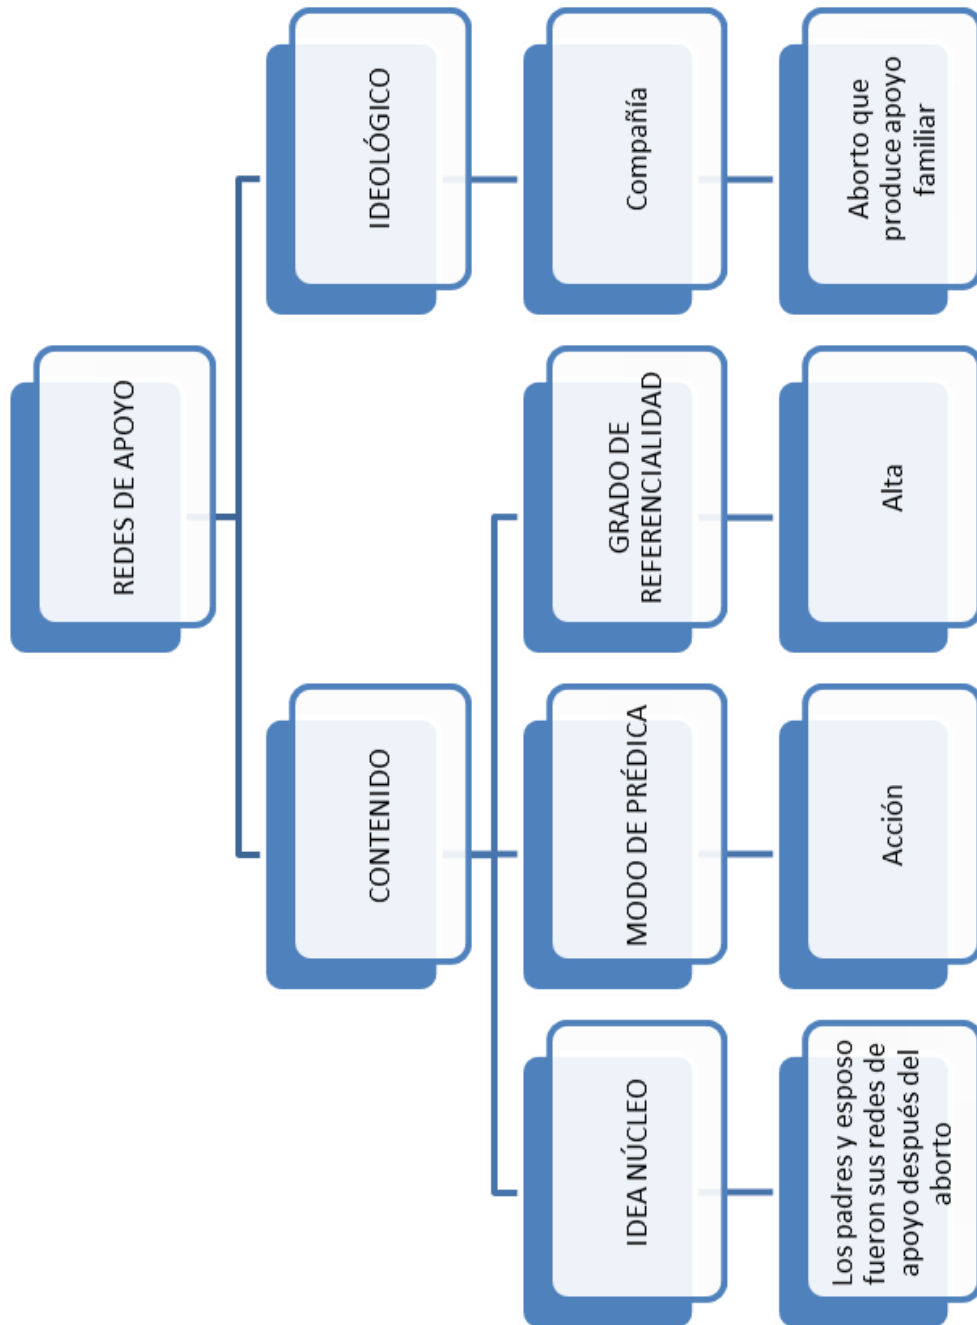 REDES DE APOYO
CONTENIDO
IDEOLÓGICO
IDEA NÚCLEO
MODO DE PRÉDICA
GRADO DE
REFERENCIALIDAD
Compañía
Los padres y esposo
fueron sus redes de
apoyo después del
aborto
Acción
Alta
Aborto que
produce apoyo
familiar